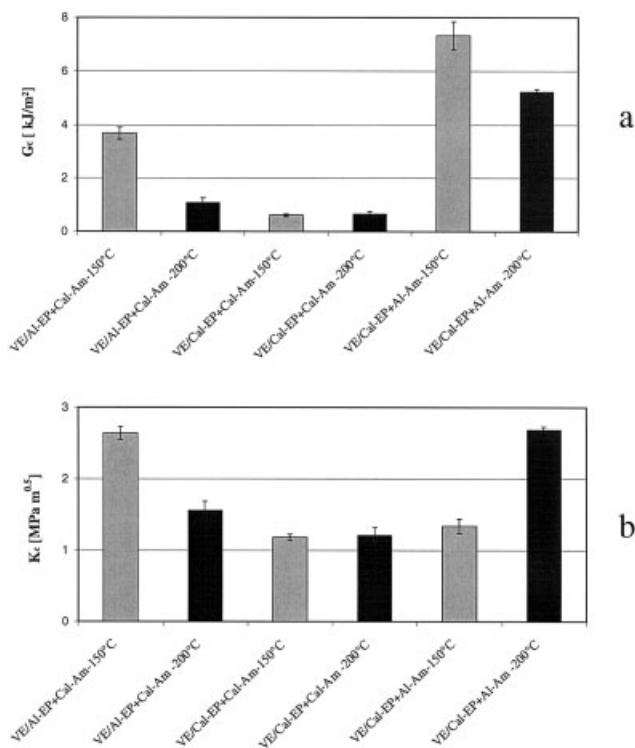 8
6
4
2
0
Gc [ kJ/m²]
a
VE/Al-EP+Cal-Am-150°C
VE/Al-EP+Cal-Am -200°C
VE/Cal-EP+Cal-Am-150°C
VE/Cal-EP+Cal-Am -200°C
VE/Cal-EP+Al-Am-150°C
VE/Cal-EP+Al-Am -200°C
3
2
1
0
Kc [MPa m0.5]
b
VE/Al-EP+Cal-Am-150°C
VE/Al-EP+Cal-Am -200°C
VE/Cal-EP+Cal-Am-150°C
VE/Cal-EP+Cal-Am -200°C
VE/Cal-EP+Al-Am-150°C
VE/Cal-EP+Al-Am -200°C